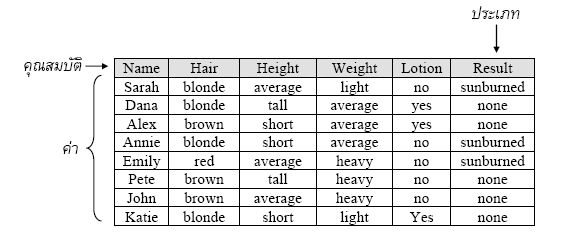 ประเภท
คุณสมบัติ
Name Hair Height Weight Lotion Result
Sarah blonde average light no sunburned
Dana blonde tall average yes none
Alex brown short average yes none
Annie blonde short average no sunburned
ค่า
Emily red average heavy no sunburned
Pete brown tall heavy no none
John brown average heavy no none
Katie blonde short light Yes none